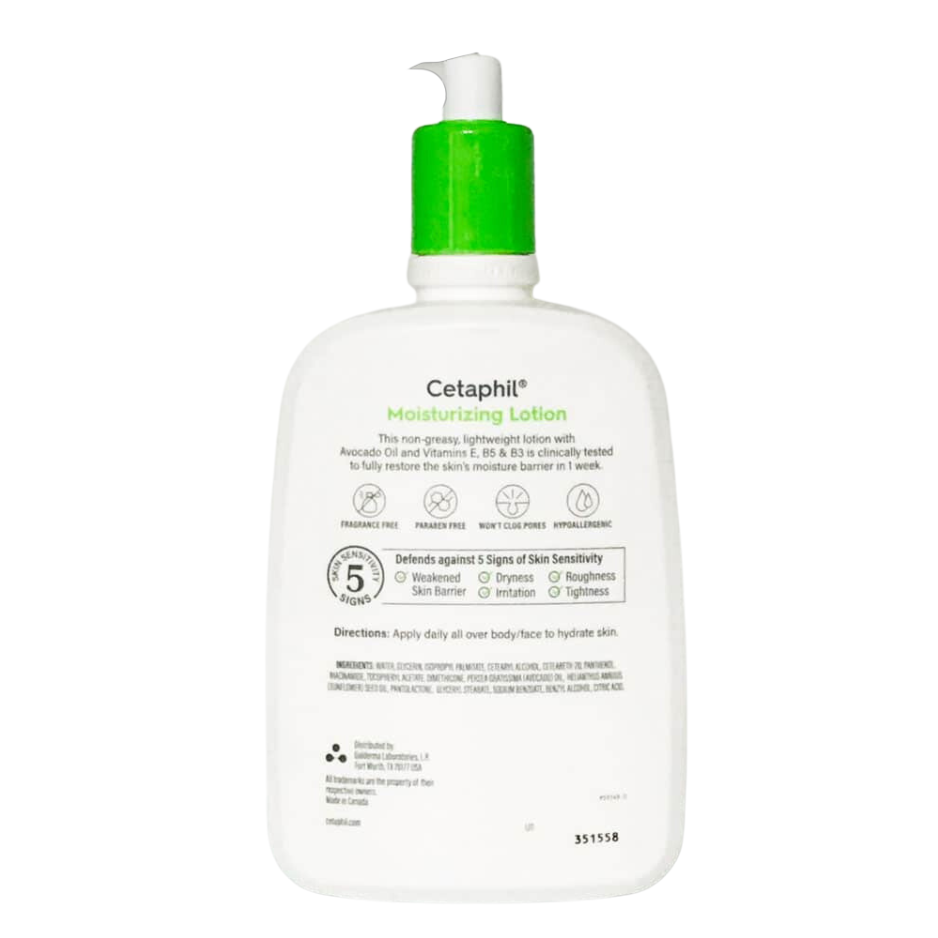 Cetaphil®
Moisturizing Lotion
This non-greasy, lightweight lotion with
Avocado Oil and Vitamins E, B5 & B3 is clinically tested
to fully restore the skin's moisture barrier in 1 week.
FRAGRANCE FREE PARABEN FREE WON'T CLOG PORES HYPOALLERGENIC
SKIN SENSITIVITY
5
SIGNS
Defends against 5 Signs of Skin Sensitivity
Weakened Dryness Roughness
Skin Barrier Irritation Tightness
Directions: Apply daily all over body/face to hydrate skin.
INGREDIENTS: WATER, GLYCERIN, ISOPROPYL PALMITATE, CETEARYL ALCOHOL, CETEARETH-20, PANTHENOL,
NIACINAMIDE, TOCOPHERYL ACETATE, DIMETHICONE, PERSEA GRATISSIMA (AVOCADO) OIL, HELIANTHUS ANNUUS
(SUNFLOWER) SEED OIL, PANTOLACTONE, GLYCERYL STEARATE, SODIUM BENZOATE, BENZYL ALCOHOL, CITRIC ACID.
Distributed by
Galderma Laboratories, L.P.
Fort Worth, TX 76177 USA
All trademarks are the property of their
respective owners.
Made in Canada
cetaphil.com
351558